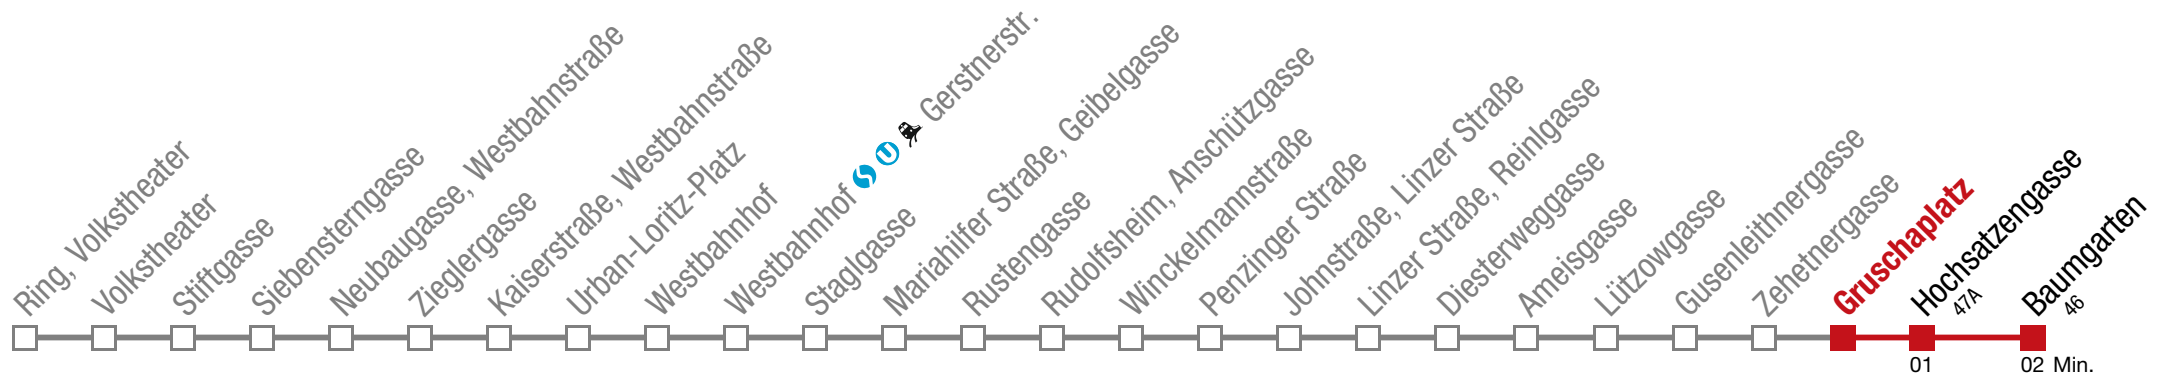 Ring, Volkstheater
Volkstheater
Stiftgasse
Siebensterngasse
Neubaugasse, Westbahnstraße
Zieglergasse
Kaiserstraße, Westbahnstraße
Urban-Loritz-Platz
Westbahnhof
Westbahnhof S U Gerstnerstr.
Staglgasse
Mariahilfer Straße, Geibelgasse
Rustengasse
Rudolfsheim, Anschützgasse
Winckelmannstraße
Penzinger Straße
Johnstraße, Linzer Straße
Linzer Straße, Reinlgasse
Diesterweggasse
Ameisgasse
Lützowgasse
Gusenleithnergasse
Zehetnergasse
Gruschaplatz
Hochsatzengasse
47A
Baumgarten
46
01
02 Min.